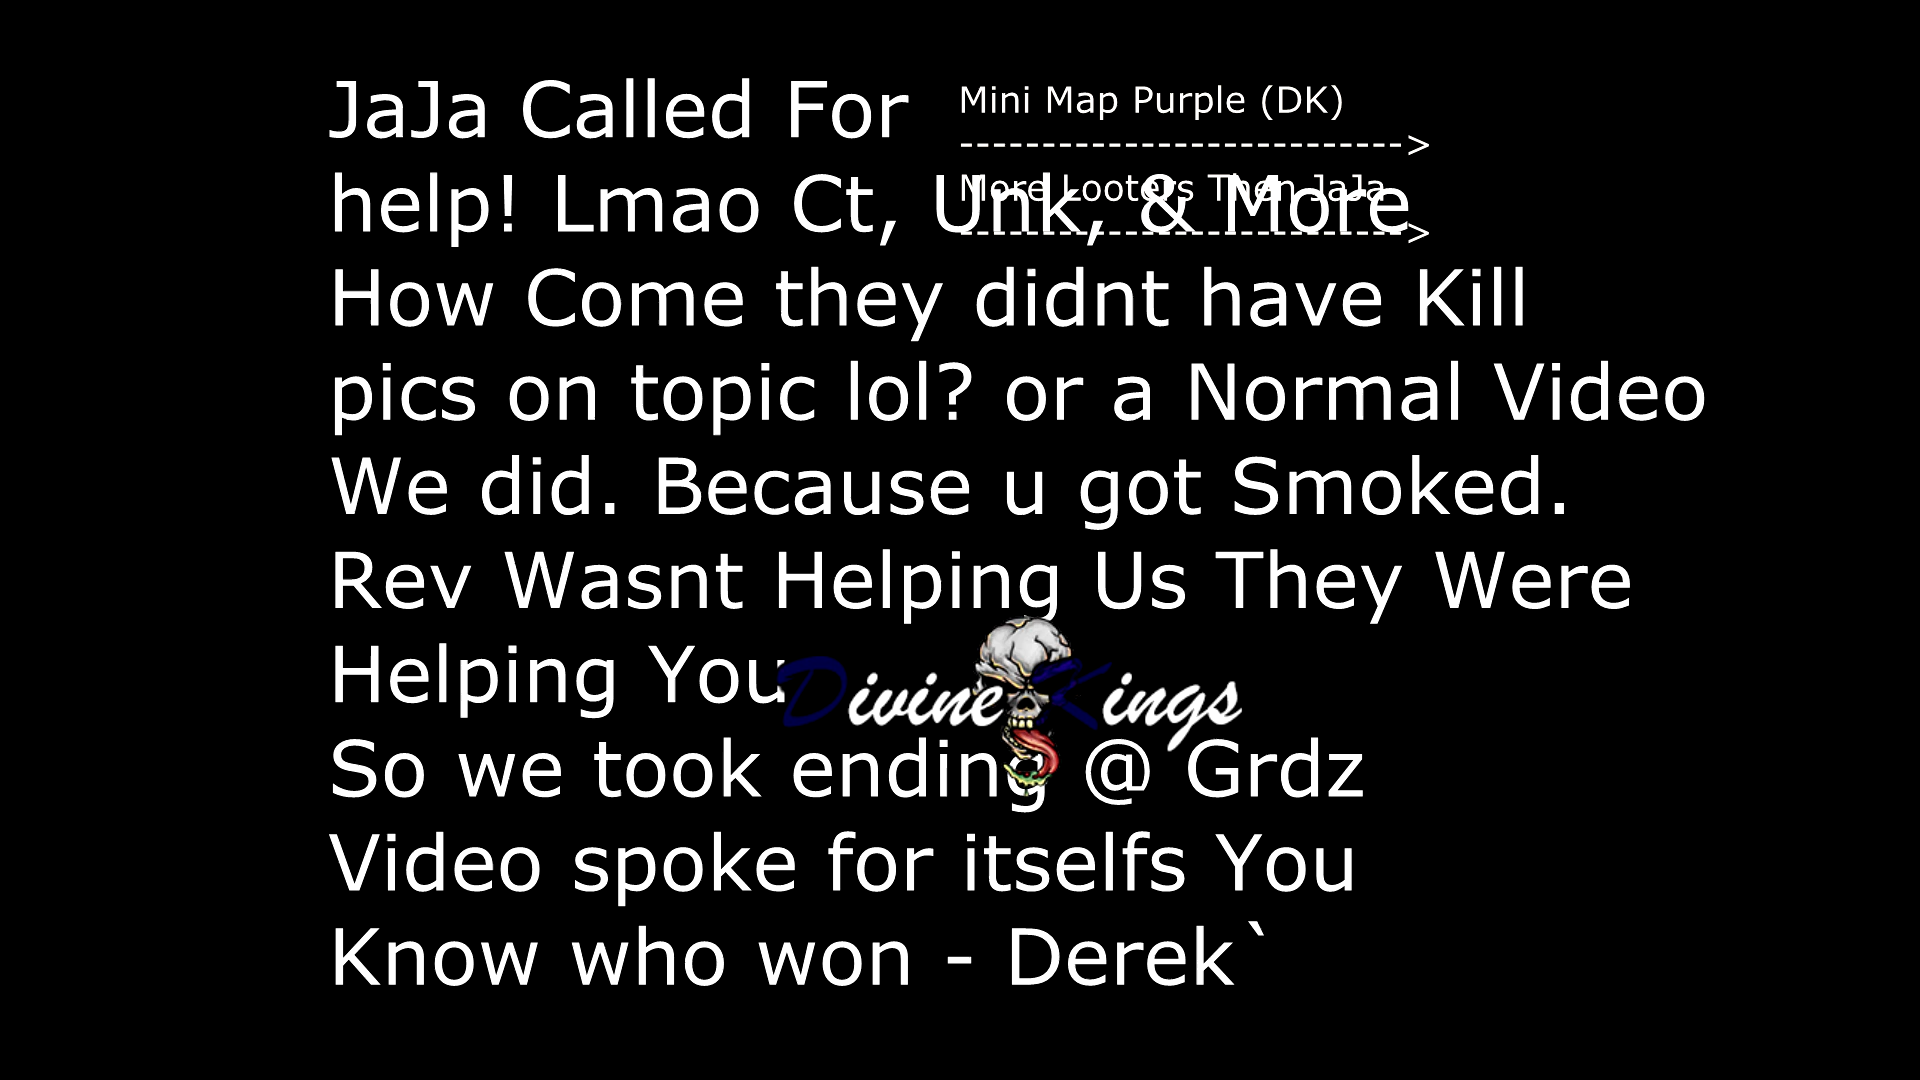 JaJa Called For
Mini Map Purple (DK)
--------------------------->
More Looters Then JaJa
--------------------------->
help! Lmao Ct, Unk, & More
How Come they didnt have Kill
pics on topic lol? or a Normal Video
We did. Because u got Smoked.
Rev Wasnt Helping Us They Were
Helping You
Divine Kings
So we took ending @ Grdz
Video spoke for itselfs You
Know who won - Derek`